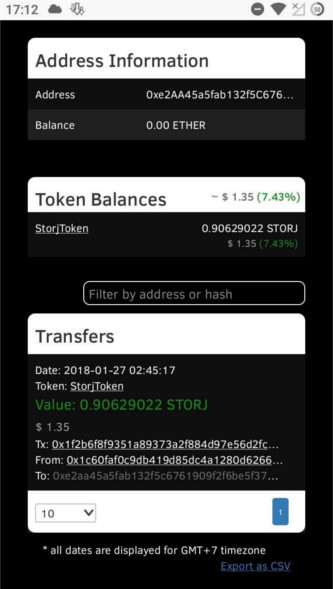 17:12
56
Address Information
Address 0xe2AA45a5fab132f5C676...
Balance 0.00 ETHER
Token Balances ~ $ 1.35 (7.43%)
StorjToken 0.90629022 STORJ
$ 1.35 (7.43%)
Filter by address or hash
Transfers
Date: 2018-01-27 02:45:17
Token: StorjToken
Value: 0.90629022 STORJ
$ 1.35
Tx: 0x1f2b6f8f9351a89373a2f884d97e56d2fc...
From: 0x1c60faf0c9db419d85dc4a1280d6266...
To: 0xe2aa45a5fab132f5c6761909f2f6be5f37...
10 1
* all dates are displayed for GMT+7 timezone
Export as CSV